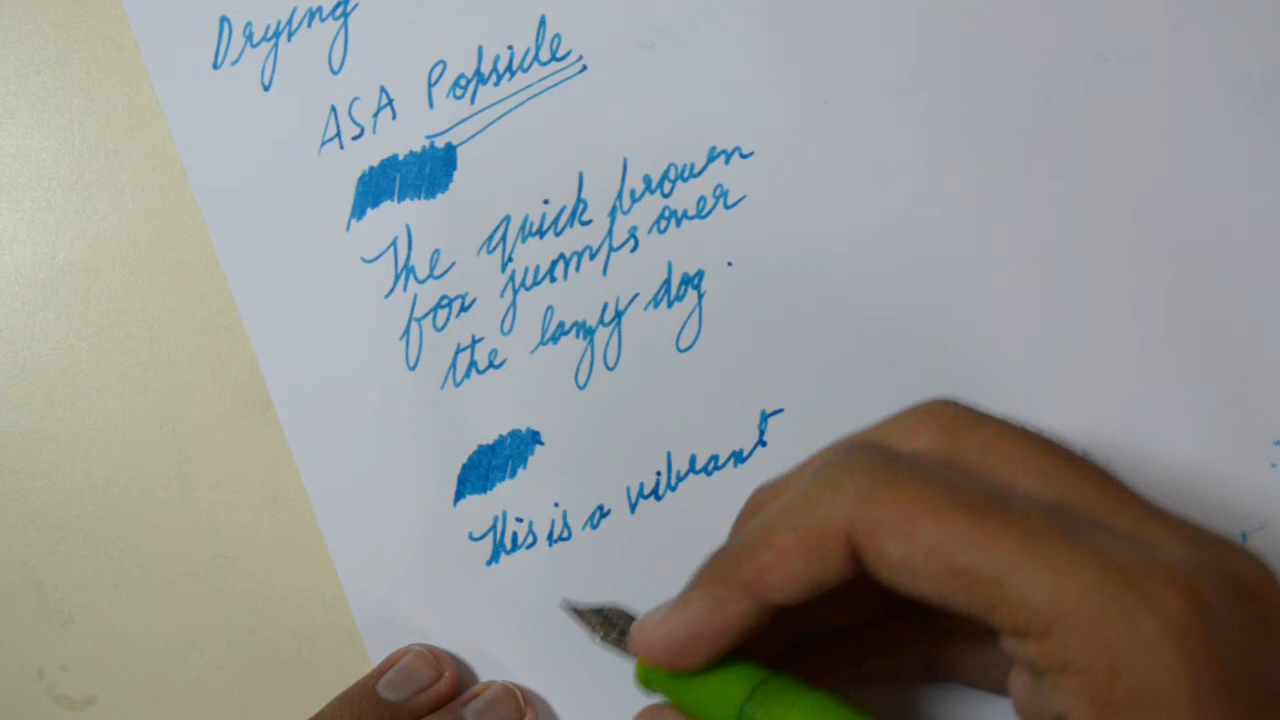 Drying
ASA Popsicle
The quick brown
fox jumps over
the lazy dog.
This is a vibrant